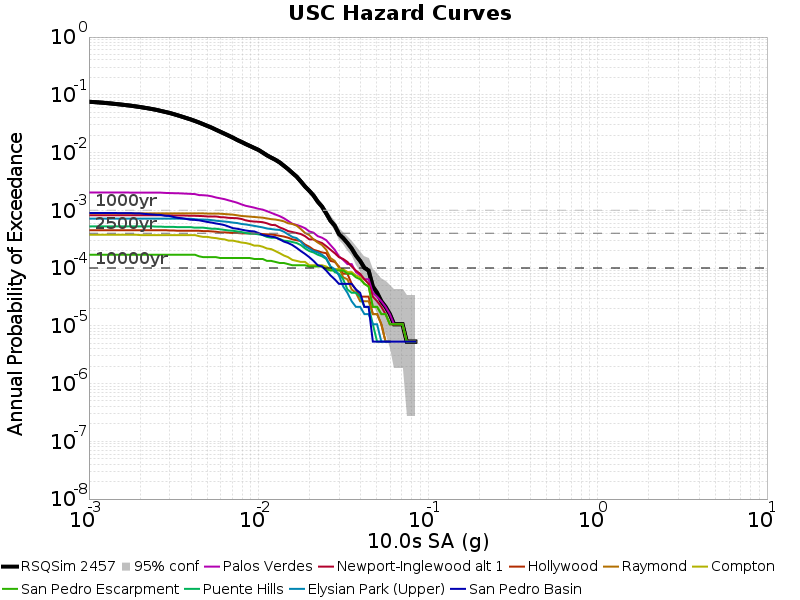 USC Hazard Curves
Annual Probability of Exceedance
10^0
10^-1
10^-2
10^-3
10^-4
10^-5
10^-6
10^-7
10^-8
1000yr
2500yr
10000yr
10^-3 10^-2 10^-1 10^0 10^1
10.0s SA (g)
RSQSim 2457 95% conf Palos Verdes Newport-Inglewood alt 1 Hollywood Raymond Compton
San Pedro Escarpment Puente Hills Elysian Park (Upper) San Pedro Basin